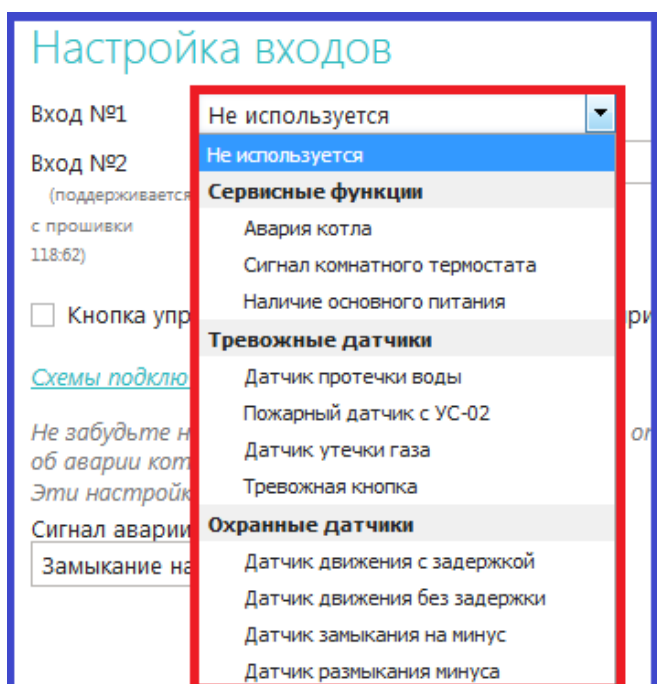 Настройка входов
Вход №1
Не используется
Вход №2
(поддерживается
с прошивки
118:62)
Не используется
Сервисные функции
Авария котла
Сигнал комнатного термостата
Наличие основного питания
Тревожные датчики
Датчик протечки воды
Пожарный датчик с УС-02
Датчик утечки газа
Тревожная кнопка
Охранные датчики
Датчик движения с задержкой
Датчик движения без задержки
Датчик замыкания на минус
Датчик размыкания минуса
Кнопка упр
ри
Схемы подклю
Не забудьте н
об аварии кот
Эти настройк
Сигнал аварии
Замыкание на